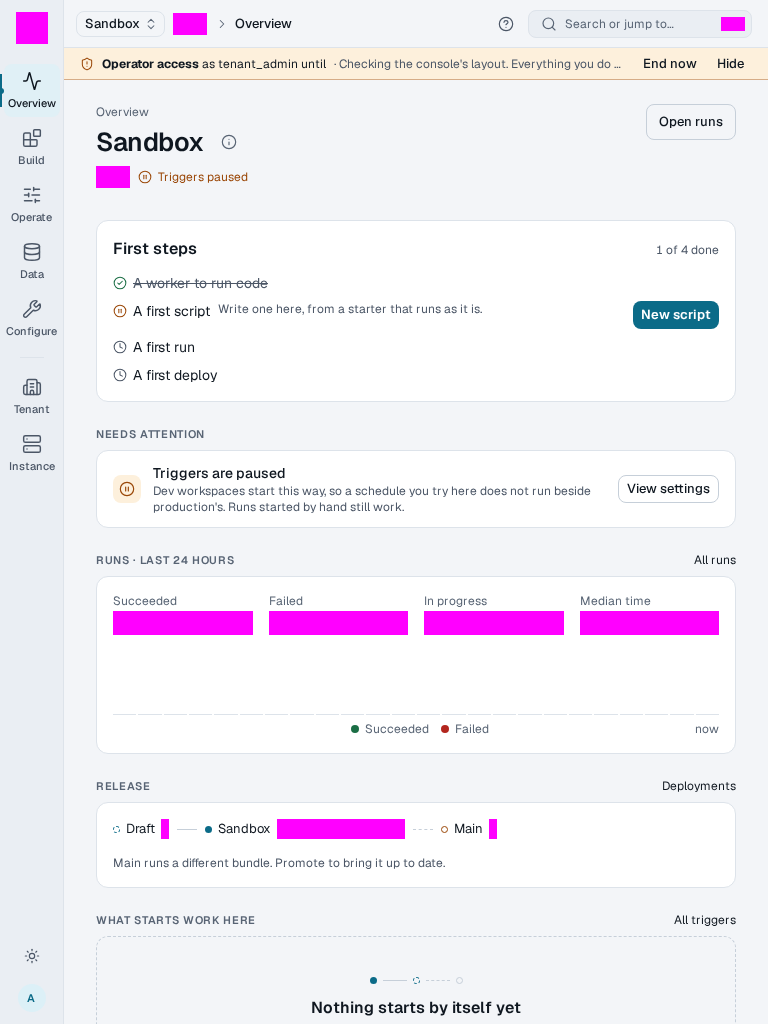 Sandbox
Overview
Search or jump to…
Operator access as tenant_admin until · Checking the console's layout. Everything you do …
End now
Hide
Overview
Build
Operate
Data
Configure
Tenant
Instance
A
Overview
Sandbox
Open runs
Triggers paused
First steps
1 of 4 done
A worker to run code
A first script Write one here, from a starter that runs as it is.
New script
A first run
A first deploy
NEEDS ATTENTION
Triggers are paused
Dev workspaces start this way, so a schedule you try here does not run beside
production's. Runs started by hand still work.
View settings
RUNS · LAST 24 HOURS
All runs
Succeeded Failed In progress Median time
Succeeded Failed
now
RELEASE
Deployments
Draft Sandbox Main
Main runs a different bundle. Promote to bring it up to date.
WHAT STARTS WORK HERE
All triggers
Nothing starts by itself yet